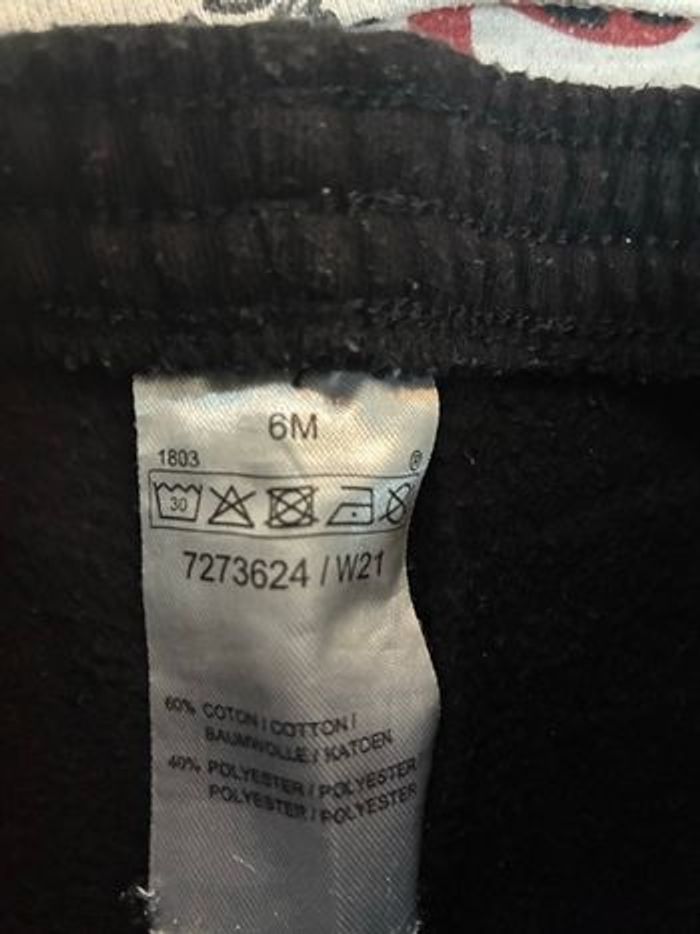 6M
1803 ®
30
7273624 / W21
60% COTON / COTTON /
BAUMWOLLE / KATOEN
40% POLYESTER / POLYESTER
POLYESTER / POLYESTER